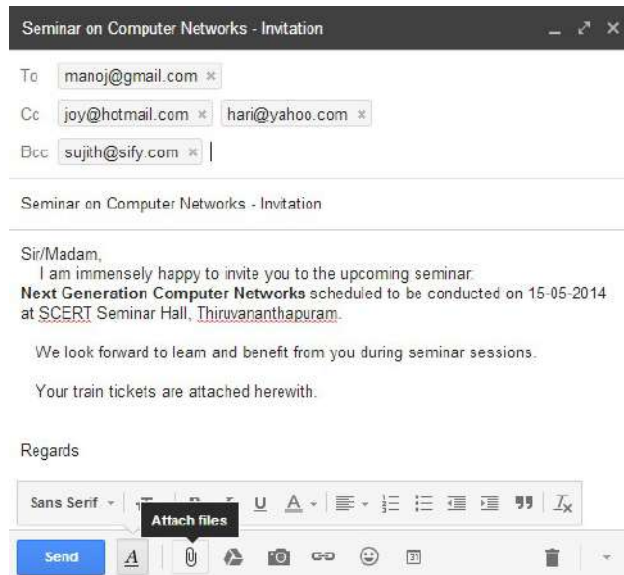 Seminar on Computer Networks - Invitation
To manoj@gmail.com
Cc joy@hotmail.com hari@yahoo.com
Bcc sujith@sify.com
Seminar on Computer Networks - Invitation
Sir/Madam,
I am immensely happy to invite you to the upcoming seminar:
Next Generation Computer Networks scheduled to be conducted on 15-05-2014
at SCERT Seminar Hall, Thiruvananthapuram.
We look forward to learn and benefit from you during seminar sessions.
Your train tickets are attached herewith.
Regards
Sans Serif U A
Attach files
Send A 31